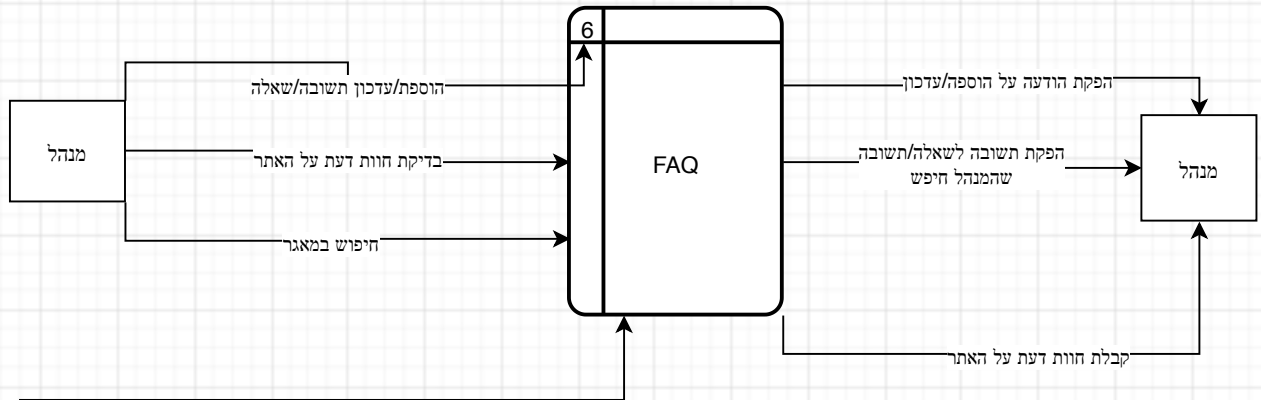 6
הוספת/עדכון תשובה/שאלה
הפקת הודעה על הוספה/עדכון
מנהל
בדיקת חוות דעת על האתר
FAQ
הפקת תשובה לשאלה/תשובה
שהמנהל חיפש
מנהל
חיפוש במאגר
קבלת חוות דעת על האתר